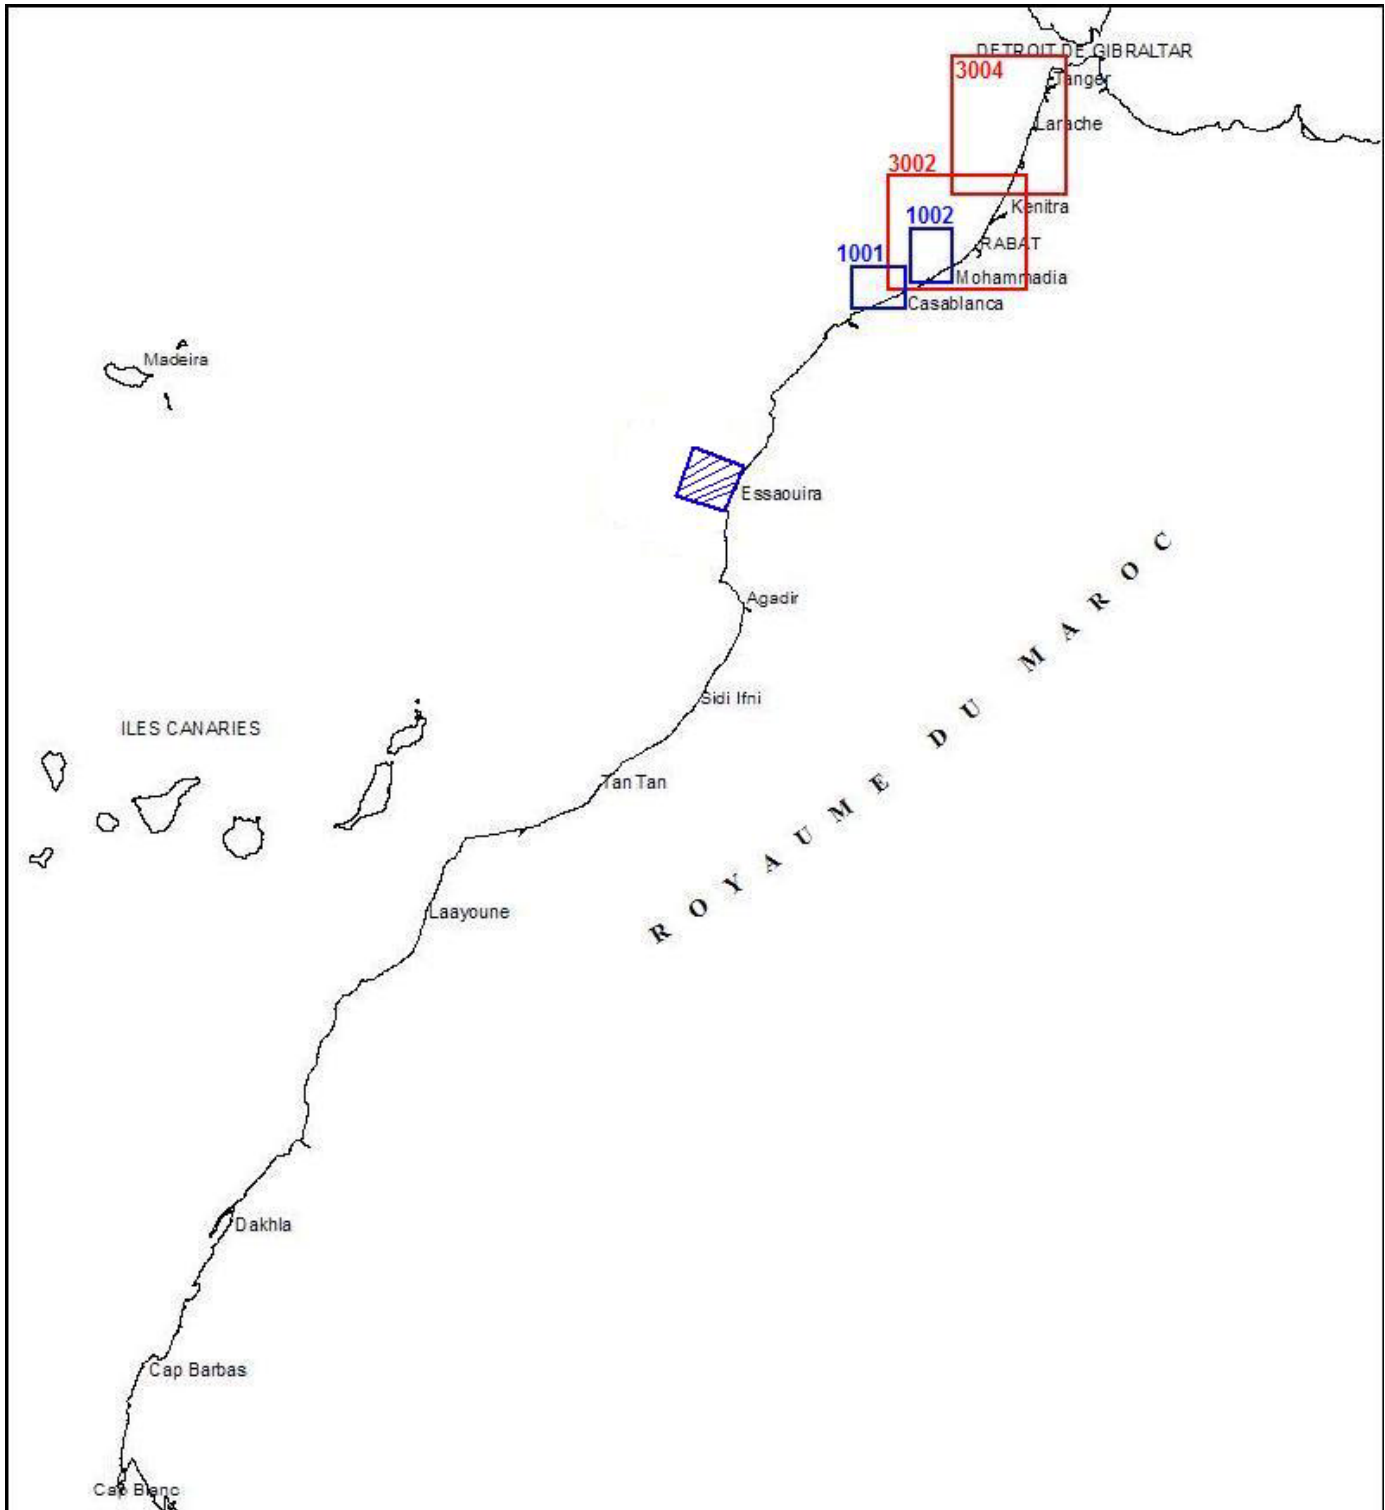 DETROIT DE GIBRALTAR
3004
Tanger
Larache
3002
Kenitra
1002
RABAT
1001
Mohammadia
Casablanca
Madeira
Essaouira
Agadir
Sidi Ifni
ILES CANARIES
Tan Tan
ROYAUME DU MAROC
Laayoune
Dakhla
Cap Barbas
Cap Blanc